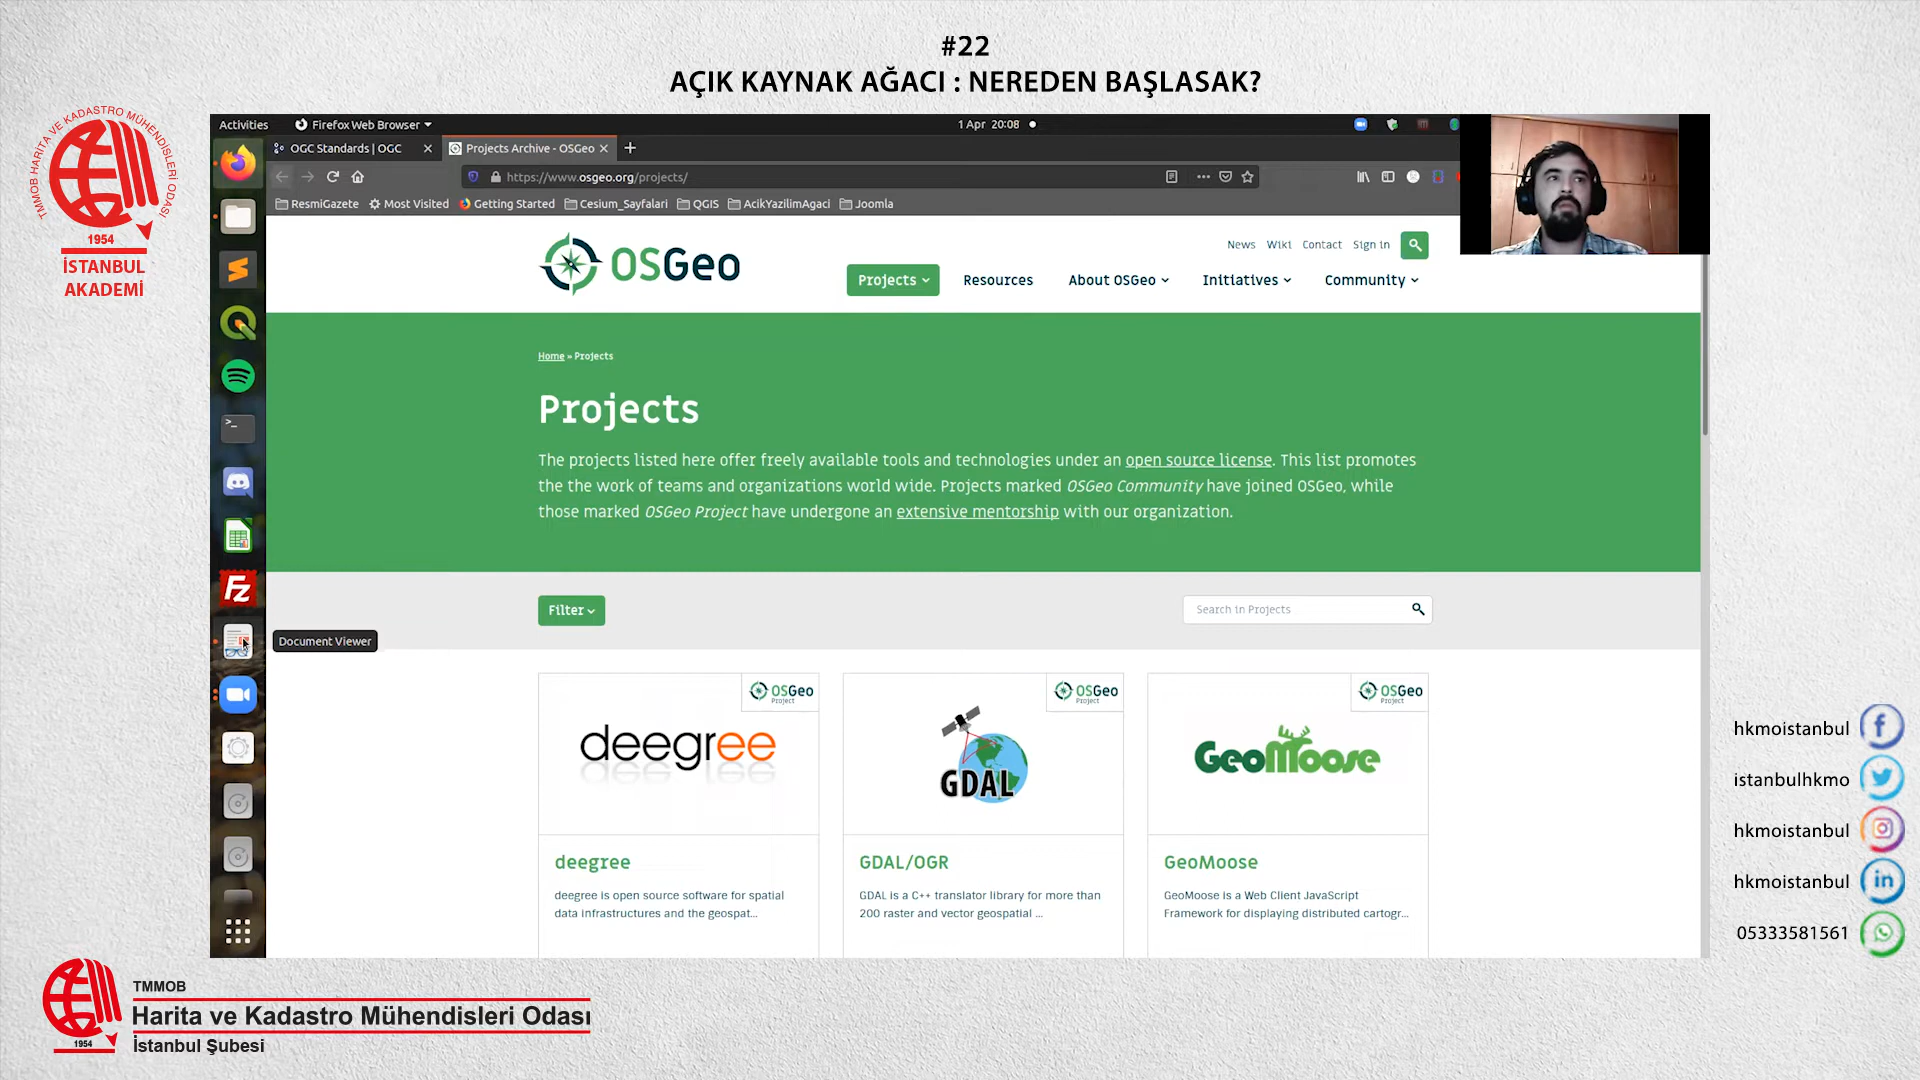 #22
AÇIK KAYNAK AĞACI : NEREDEN BAŞLASAK?
TMMOB HARİTA VE KADASTRO MÜHENDİSLERİ ODASI
1954
İSTANBUL
AKADEMİ
Activities
Firefox Web Browser
1 Apr 20:08
OGC Standards | OGC
Projects Archive - OSGeo
https://www.osgeo.org/projects/
ResmiGazete
Most Visited
Getting Started
Cesium_Sayfalari
QGIS
AcikYazilimAgaci
Joomla
OSGeo
News
Wiki
Contact
Sign in
Projects
Resources
About OSGeo
Initiatives
Community
Home » Projects
Projects
The projects listed here offer freely available tools and technologies under an open source license. This list promotes
the the work of teams and organizations world wide. Projects marked OSGeo Community have joined OSGeo, while
those marked OSGeo Project have undergone an extensive mentorship with our organization.
Filter
Search in Projects
Document Viewer
OSGeo
Project
deegree
OSGeo
Project
GDAL
OSGeo
Project
GeoMoose
deegree
deegree is open source software for spatial
data infrastructures and the geospat...
GDAL/OGR
GDAL is a C++ translator library for more than
200 raster and vector geospatial ...
GeoMoose
GeoMoose is a Web Client JavaScript
Framework for displaying distributed cartogr...
hkmoistanbul
istanbulhkmo
hkmoistanbul
hkmoistanbul
05333581561
1954
TMMOB
Harita ve Kadastro Mühendisleri Odası
İstanbul Şubesi